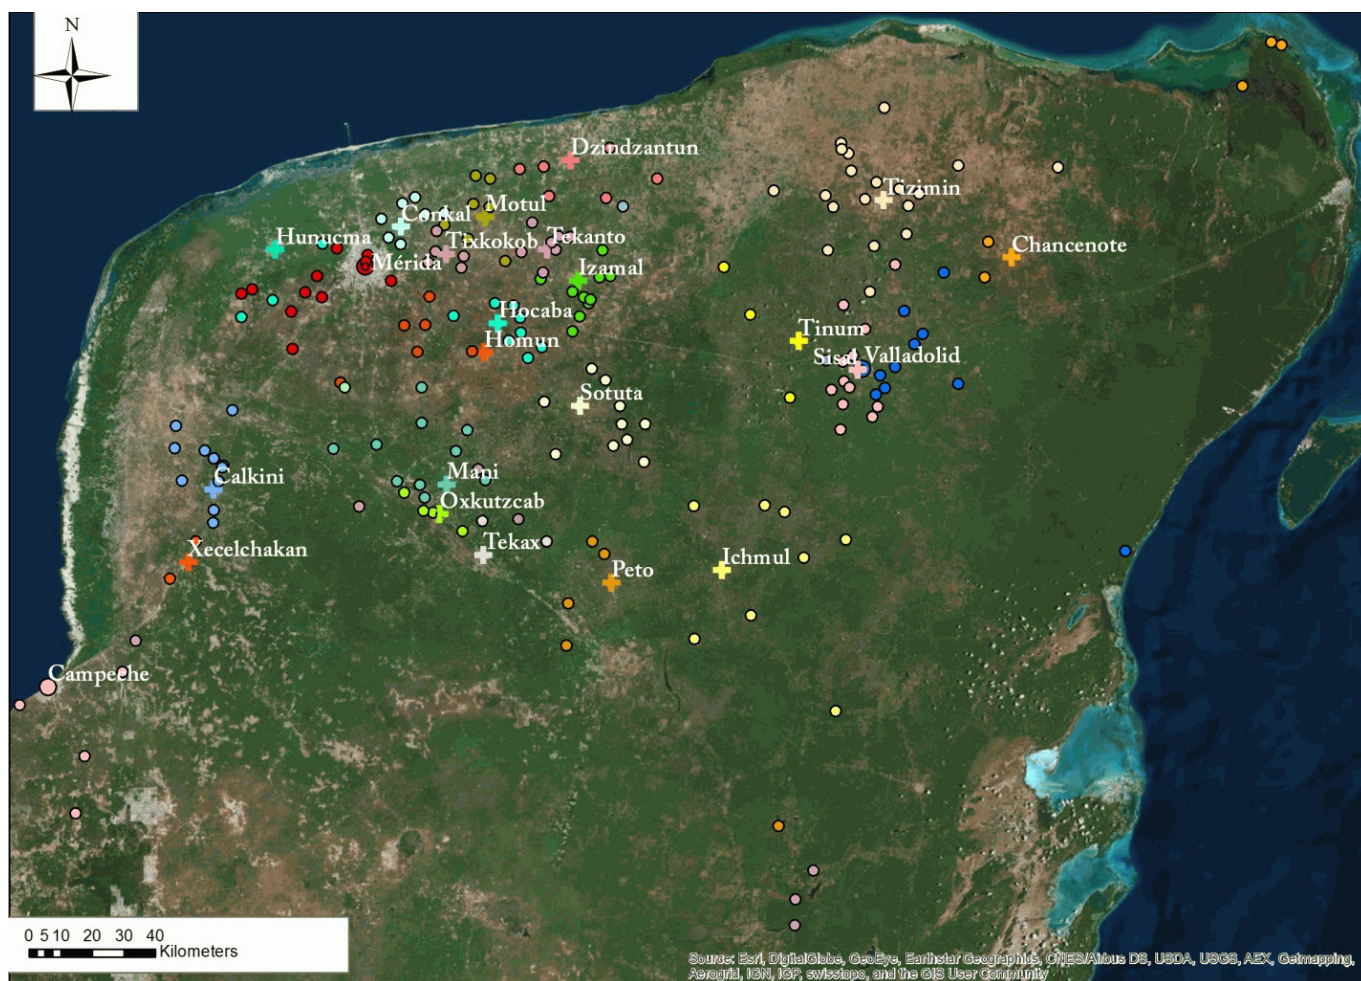 N
Dzindzantun
Tizimin
Motul
Conkal
Hunucma
Tixkokob
Tekanto
Chancenote
Mérida
Izamal
Hocaba
Homun
Tinum
Sisal
Valladolid
Sotuta
Mani
Calkini
Oxkutzcab
Tekax
Xecelchakan
Peto
Ichmul
Campeche
0 5 10 20 30 40
Kilometers
Source: Esri, DigitalGlobe, GeoEye, Earthstar Geographics, CNES/Airbus DS, USDA, USGS, AEX, Getmapping,
Aerogrid, IGN, IGP, swisstopo, and the GIS User Community